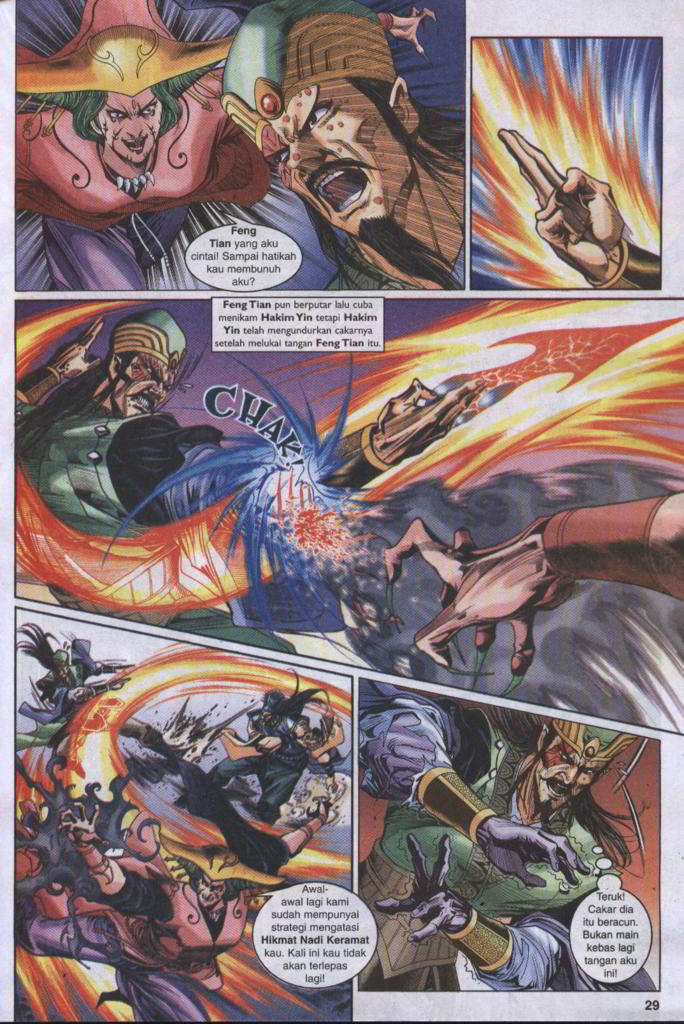 Feng
Tian yang aku
cintai! Sampai hatikah
kau membunuh
aku?
Feng Tian pun berputar lalu cuba
menikam Hakim Yin tetapi Hakim
Yin telah mengundurkan cakarnya
setelah melukai tangan Feng Tian itu.
CHAK!
Awal-
awal lagi kami
sudah mempunyai
strategi mengatasi
Hikmat Nadi Keramat
kau. Kali ini kau tidak
akan terlepas
lagi!
Teruk!
Cakar dia
itu beracun.
Bukan main
kebas lagi
tangan aku
ini!
29